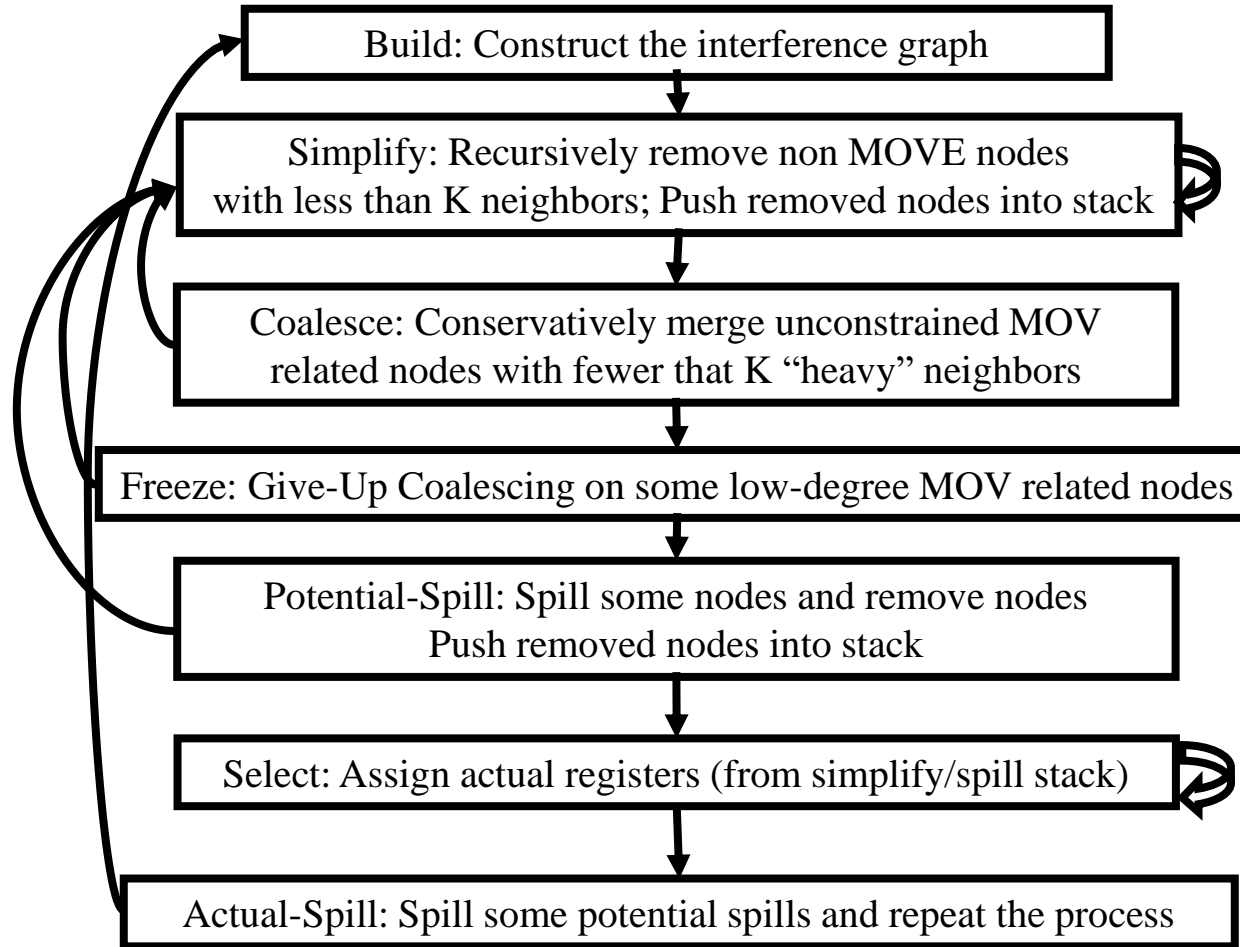 Build: Construct the interference graph
Simplify: Recursively remove non MOVE nodes
with less than K neighbors; Push removed nodes into stack
Coalesce: Conservatively merge unconstrained MOV
related nodes with fewer that K “heavy” neighbors
Freeze: Give-Up Coalescing on some low-degree MOV related nodes
Potential-Spill: Spill some nodes and remove nodes
Push removed nodes into stack
Select: Assign actual registers (from simplify/spill stack)
Actual-Spill: Spill some potential spills and repeat the process